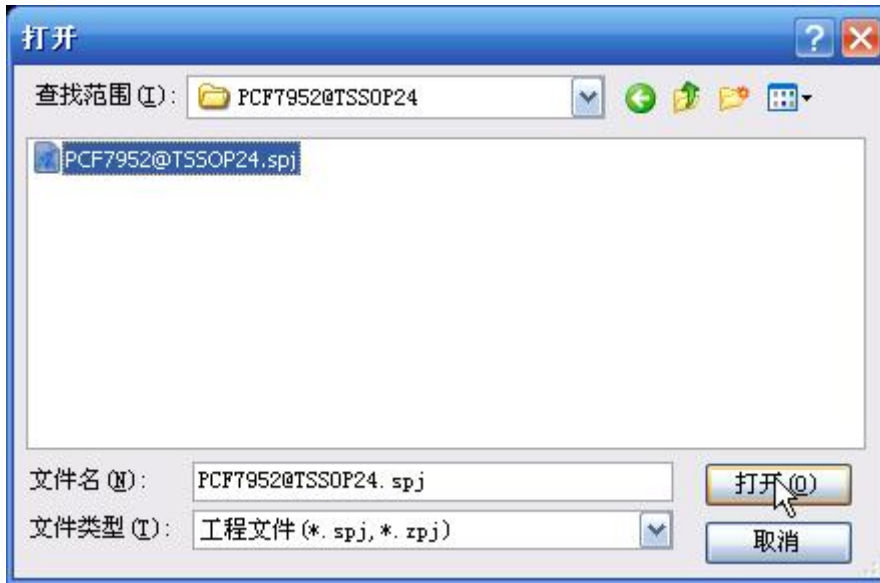 打开
查找范围(I): PCF7952@TSSOP24
PCF7952@TSSOP24.spj
文件名(N): PCF7952@TSSOP24.spj 打开(O)
文件类型(T): 工程文件(*.spj,*.zpj) 取消